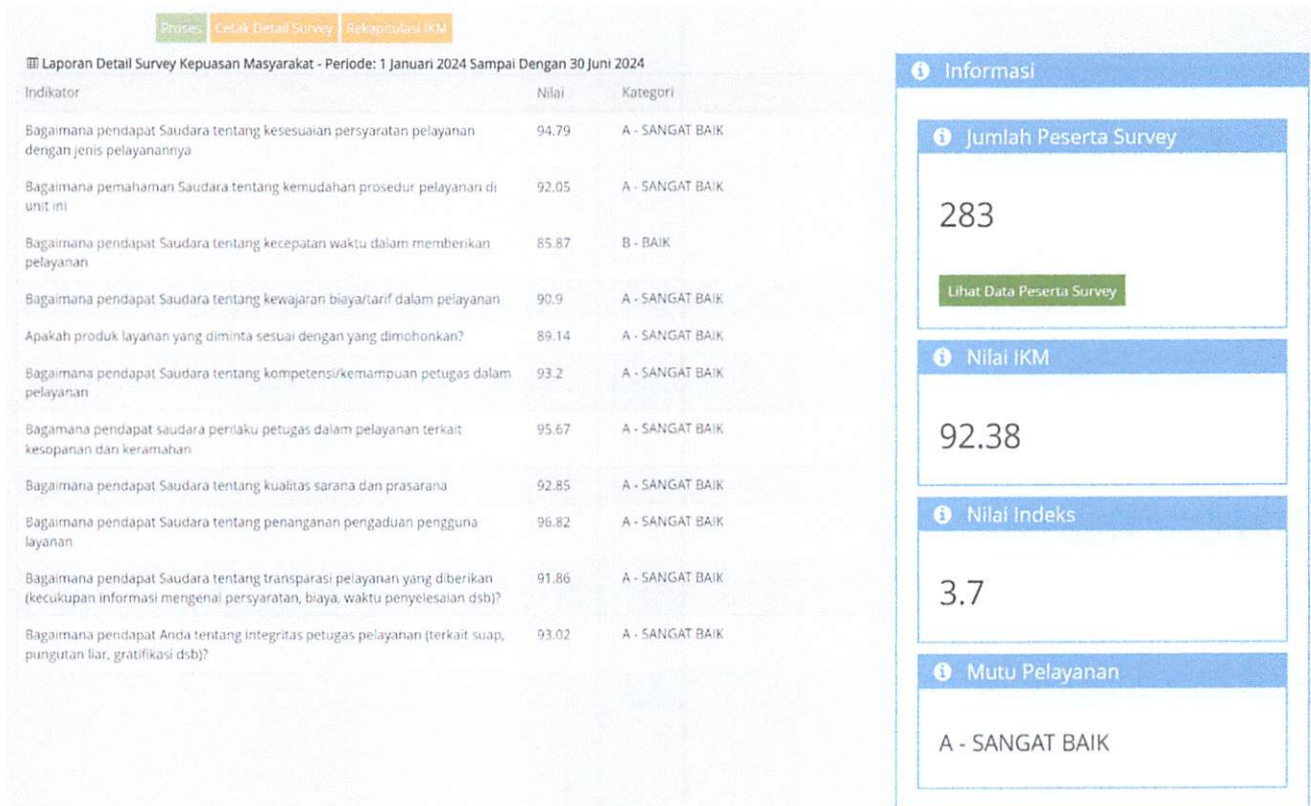 Proses Cetak Detail Survey Rekapitulasi IKM
Laporan Detail Survey Kepuasan Masyarakat - Periode: 1 Januari 2024 Sampai Dengan 30 Juni 2024
Indikator Nilai Kategori
Bagaimana pendapat Saudara tentang kesesuaian persyaratan pelayanan 94.79 A - SANGAT BAIK
dengan jenis pelayanannya
Bagaimana pemahaman Saudara tentang kemudahan prosedur pelayanan di 92.05 A - SANGAT BAIK
unit ini
Bagaimana pendapat Saudara tentang kecepatan waktu dalam memberikan 85.87 B - BAIK
pelayanan
Bagaimana pendapat Saudara tentang kewajaran biaya/tarif dalam pelayanan 90.9 A - SANGAT BAIK
Apakah produk layanan yang diminta sesuai dengan yang dimohonkan? 89.14 A - SANGAT BAIK
Bagaimana pendapat Saudara tentang kompetensi/kemampuan petugas dalam 93.2 A - SANGAT BAIK
pelayanan
Bagamana pendapat saudara perilaku petugas dalam pelayanan terkait 95.67 A - SANGAT BAIK
kesopanan dan keramahan
Bagaimana pendapat Saudara tentang kualitas sarana dan prasarana 92.85 A - SANGAT BAIK
Bagaimana pendapat Saudara tentang penanganan pengaduan pengguna 96.82 A - SANGAT BAIK
layanan
Bagaimana pendapat Saudara tentang transparasi pelayanan yang diberikan 91.86 A - SANGAT BAIK
(kecukupan informasi mengenai persyaratan, biaya, waktu penyelesaian dsb)?
Bagaimana pendapat Anda tentang integritas petugas pelayanan (terkait suap, 93.02 A - SANGAT BAIK
pungutan liar, gratifikasi dsb)?
Informasi
Jumlah Peserta Survey
283
Lihat Data Peserta Survey
Nilai IKM
92.38
Nilai Indeks
3.7
Mutu Pelayanan
A - SANGAT BAIK